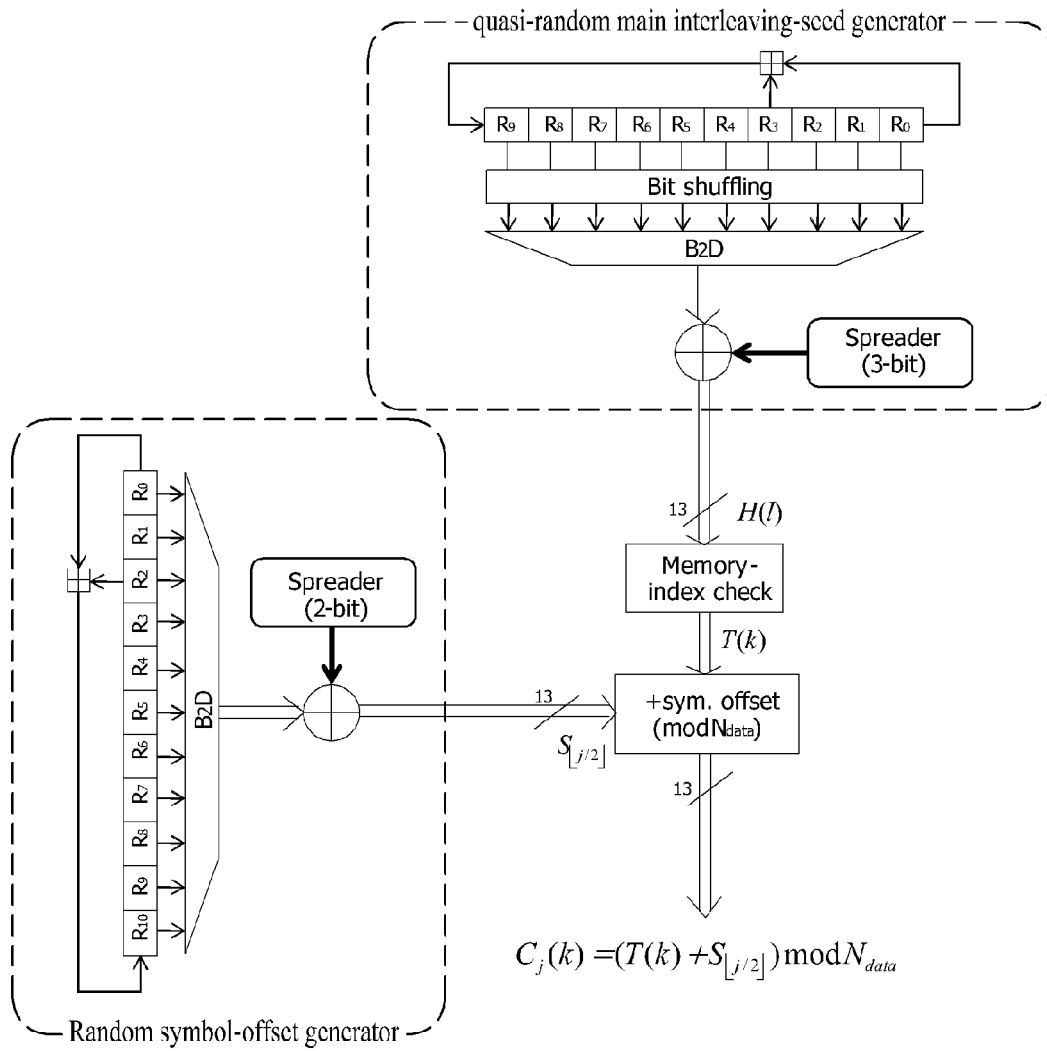 quasi-random main interleaving-seed generator
R9 R8 R7 R6 R5 R4 R3 R2 R1 R0
Bit shuffling
B2D
Spreader
(3-bit)
13
H(l)
Memory-
index check
T(k)
+sym. offset
(modNdata)
13
R0
R1
R2
R3
R4
R5
R6
R7
R8
R9
R10
B2D
Spreader
(2-bit)
13
S⌊j/2⌋
Cj(k) =(T(k) +S⌊j/2⌋) modNdata
Random symbol-offset generator